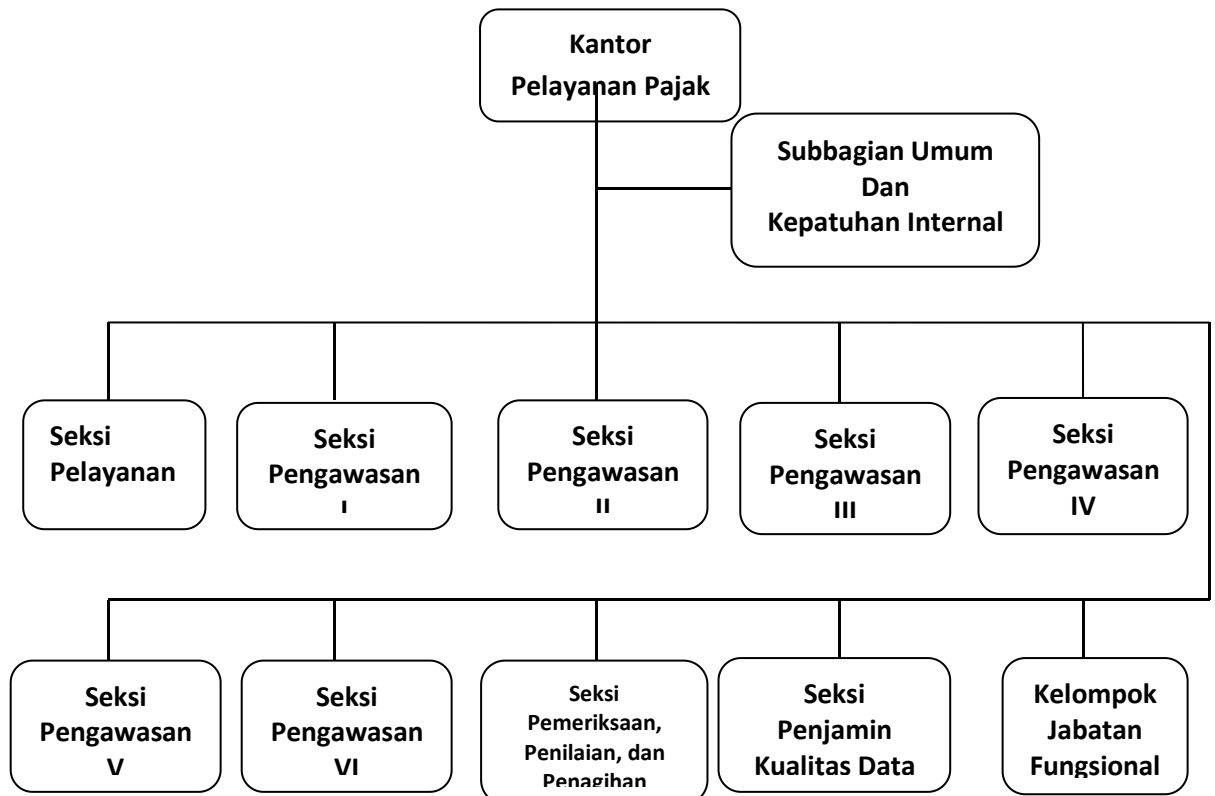 Kantor
Pelayanan Pajak
Subbagian Umum
Dan
Kepatuhan Internal
Seksi
Pelayanan
Seksi
Pengawasan
I
Seksi
Pengawasan
II
Seksi
Pengawasan
III
Seksi
Pengawasan
IV
Seksi
Pengawasan
V
Seksi
Pengawasan
VI
Seksi
Pemeriksaan,
Penilaian, dan
Penagihan
Seksi
Penjamin
Kualitas Data
Kelompok
Jabatan
Fungsional